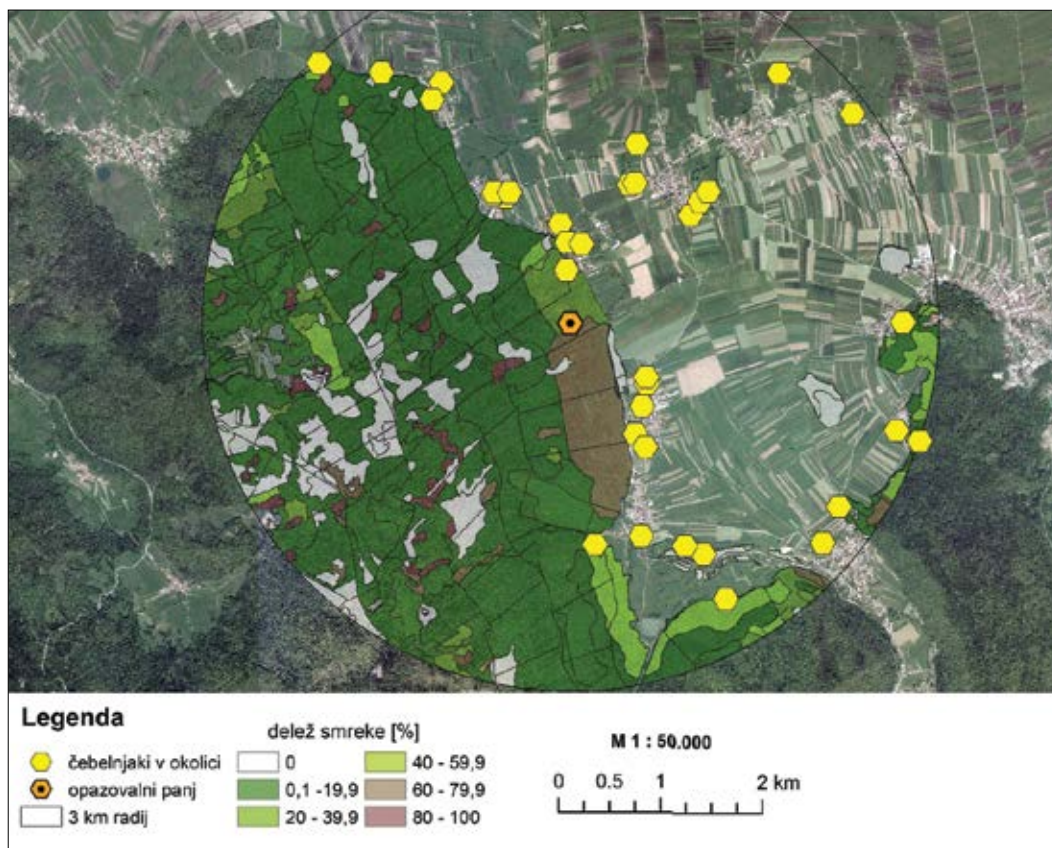 Legenda
čebelnjaki v okolici
opazovalni panj
3 km radij
delež smreke [%]
0
0,1 -19,9
20 - 39,9
40 - 59,9
60 - 79,9
80 - 100
M 1 : 50.000
0 0,5 1 2 km